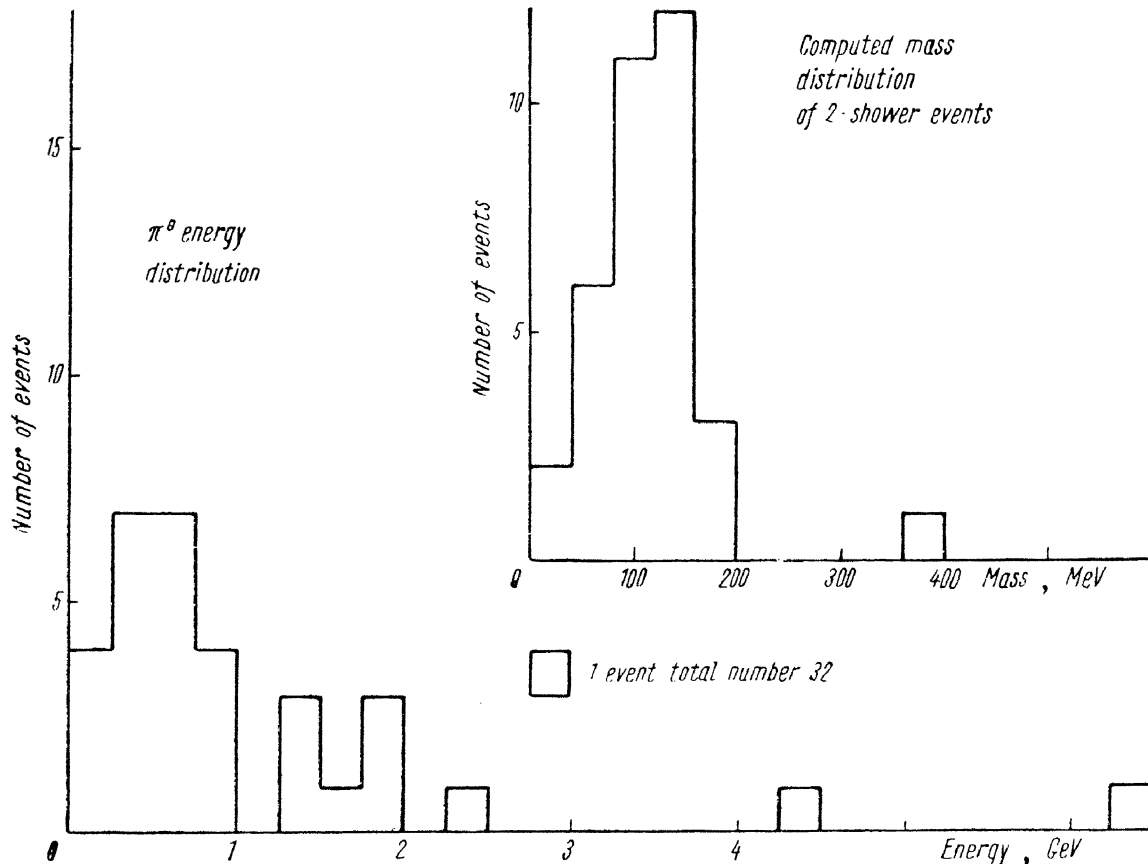 Computed mass
distribution
of 2-shower events
10
5
Number of events
0 100 200 300 400 Mass, MeV
15
10
5
Number of events
π⁰ energy
distribution
1 event total number 32
0 1 2 3 4 Energy, GeV